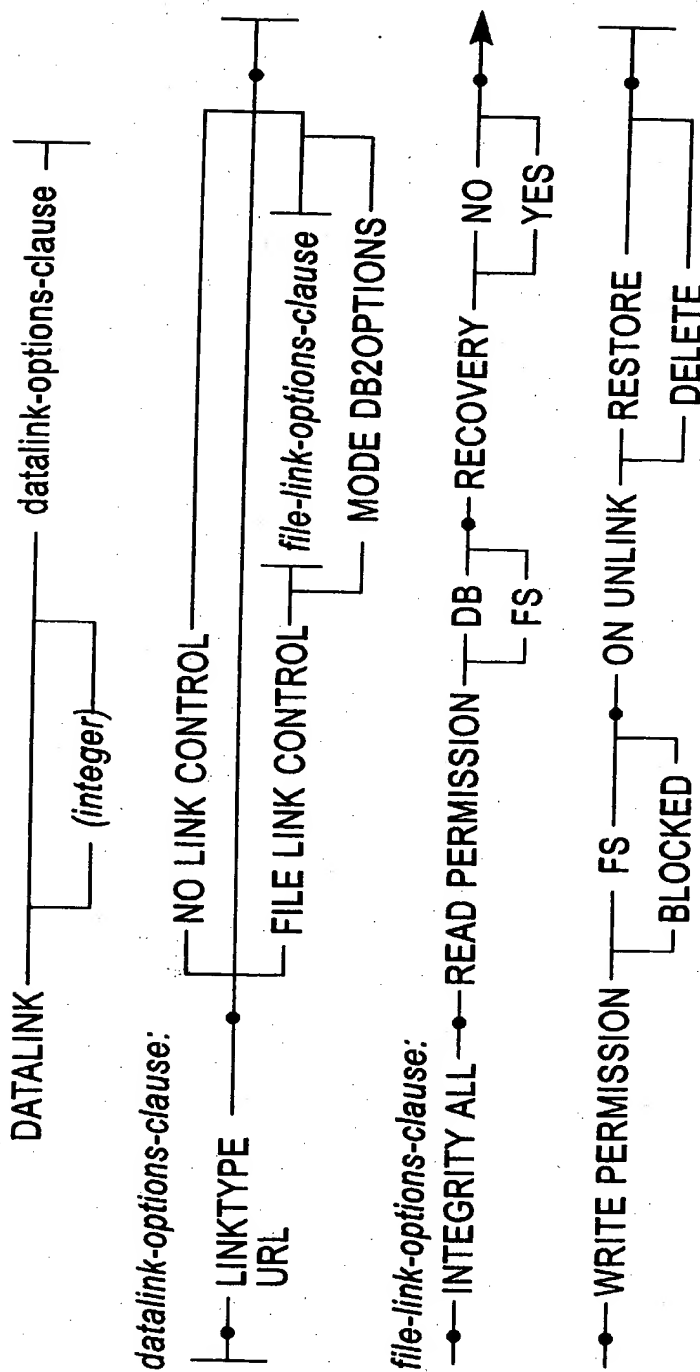 DATALINK (integer) datalink-options-clause
datalink-options-clause:
NO LINK CONTROL
LINKTYPE
URL
FILE LINK CONTROL file-link-options-clause
MODE DB2OPTIONS
file-link-options-clause:
INTEGRITY ALL READ PERMISSION DB RECOVERY NO
FS YES
WRITE PERMISSION FS ON UNLINK RESTORE
BLOCKED DELETE